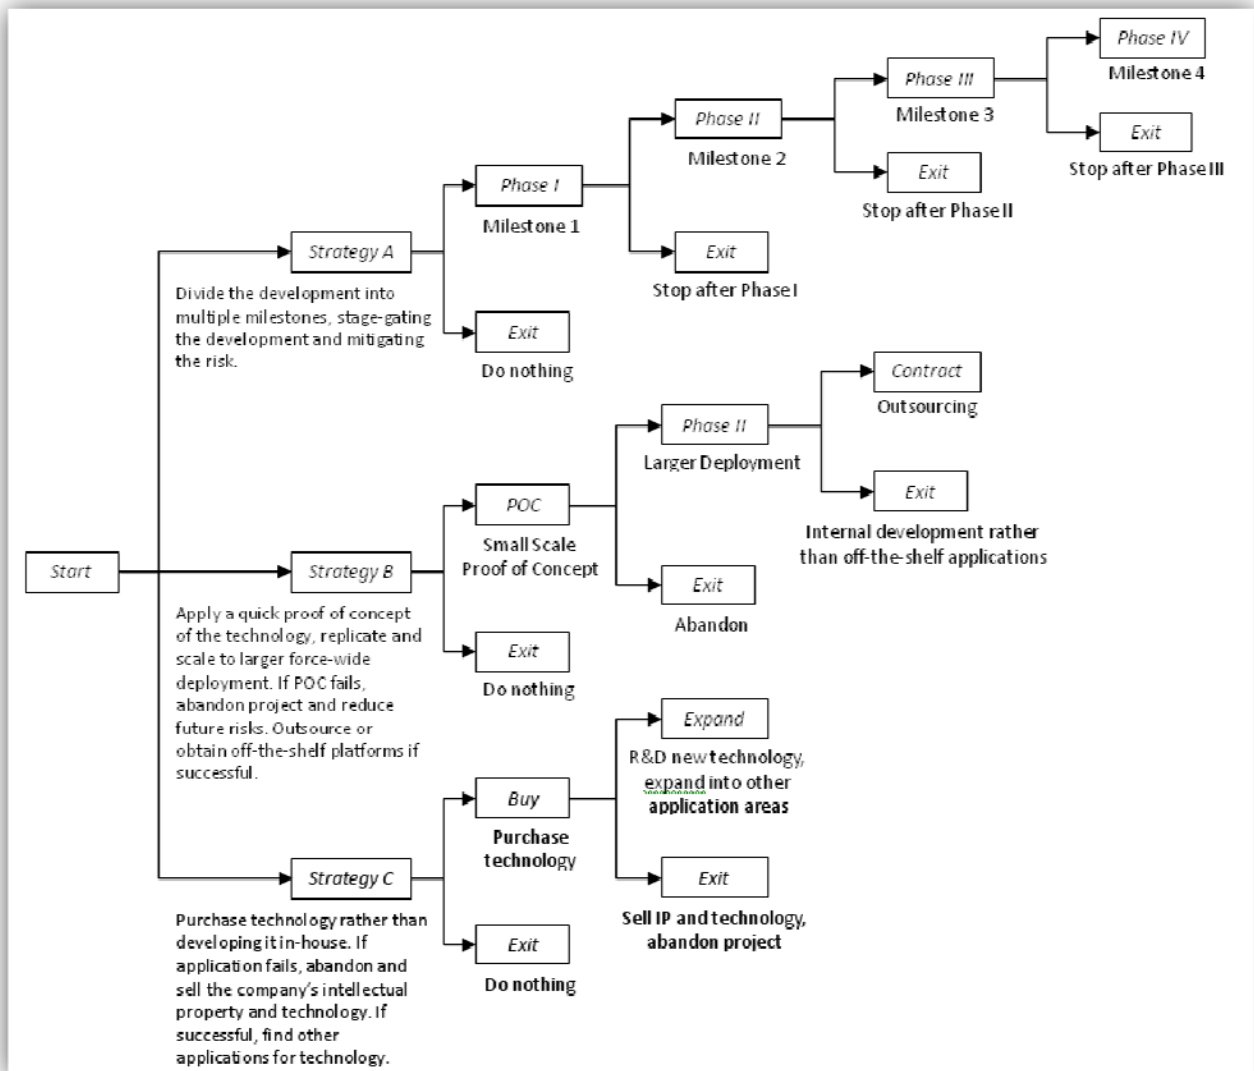 Phase IV
Milestone 4
Phase III
Milestone 3
Exit
Stop after Phase III
Phase II
Milestone 2
Exit
Stop after Phase II
Phase I
Milestone 1
Exit
Stop after Phase I
Strategy A
Divide the development into
multiple milestones, stage-gating
the development and mitigating
the risk.
Exit
Do nothing
Contract
Outsourcing
Phase II
Larger Deployment
Exit
Internal development rather
than off-the-shelf applications
POC
Small Scale
Proof of Concept
Exit
Abandon
Start
Strategy B
Apply a quick proof of concept
of the technology, replicate and
scale to larger force-wide
deployment. If POC fails,
abandon project and reduce
future risks. Outsource or
obtain off-the-shelf platforms if
successful.
Exit
Do nothing
Expand
R&D new technology,
expand into other
application areas
Buy
Purchase
technology
Exit
Sell IP and technology,
abandon project
Strategy C
Purchase technology rather than
developing it in-house. If
application fails, abandon and
sell the company's intellectual
property and technology. If
successful, find other
applications for technology.
Exit
Do nothing